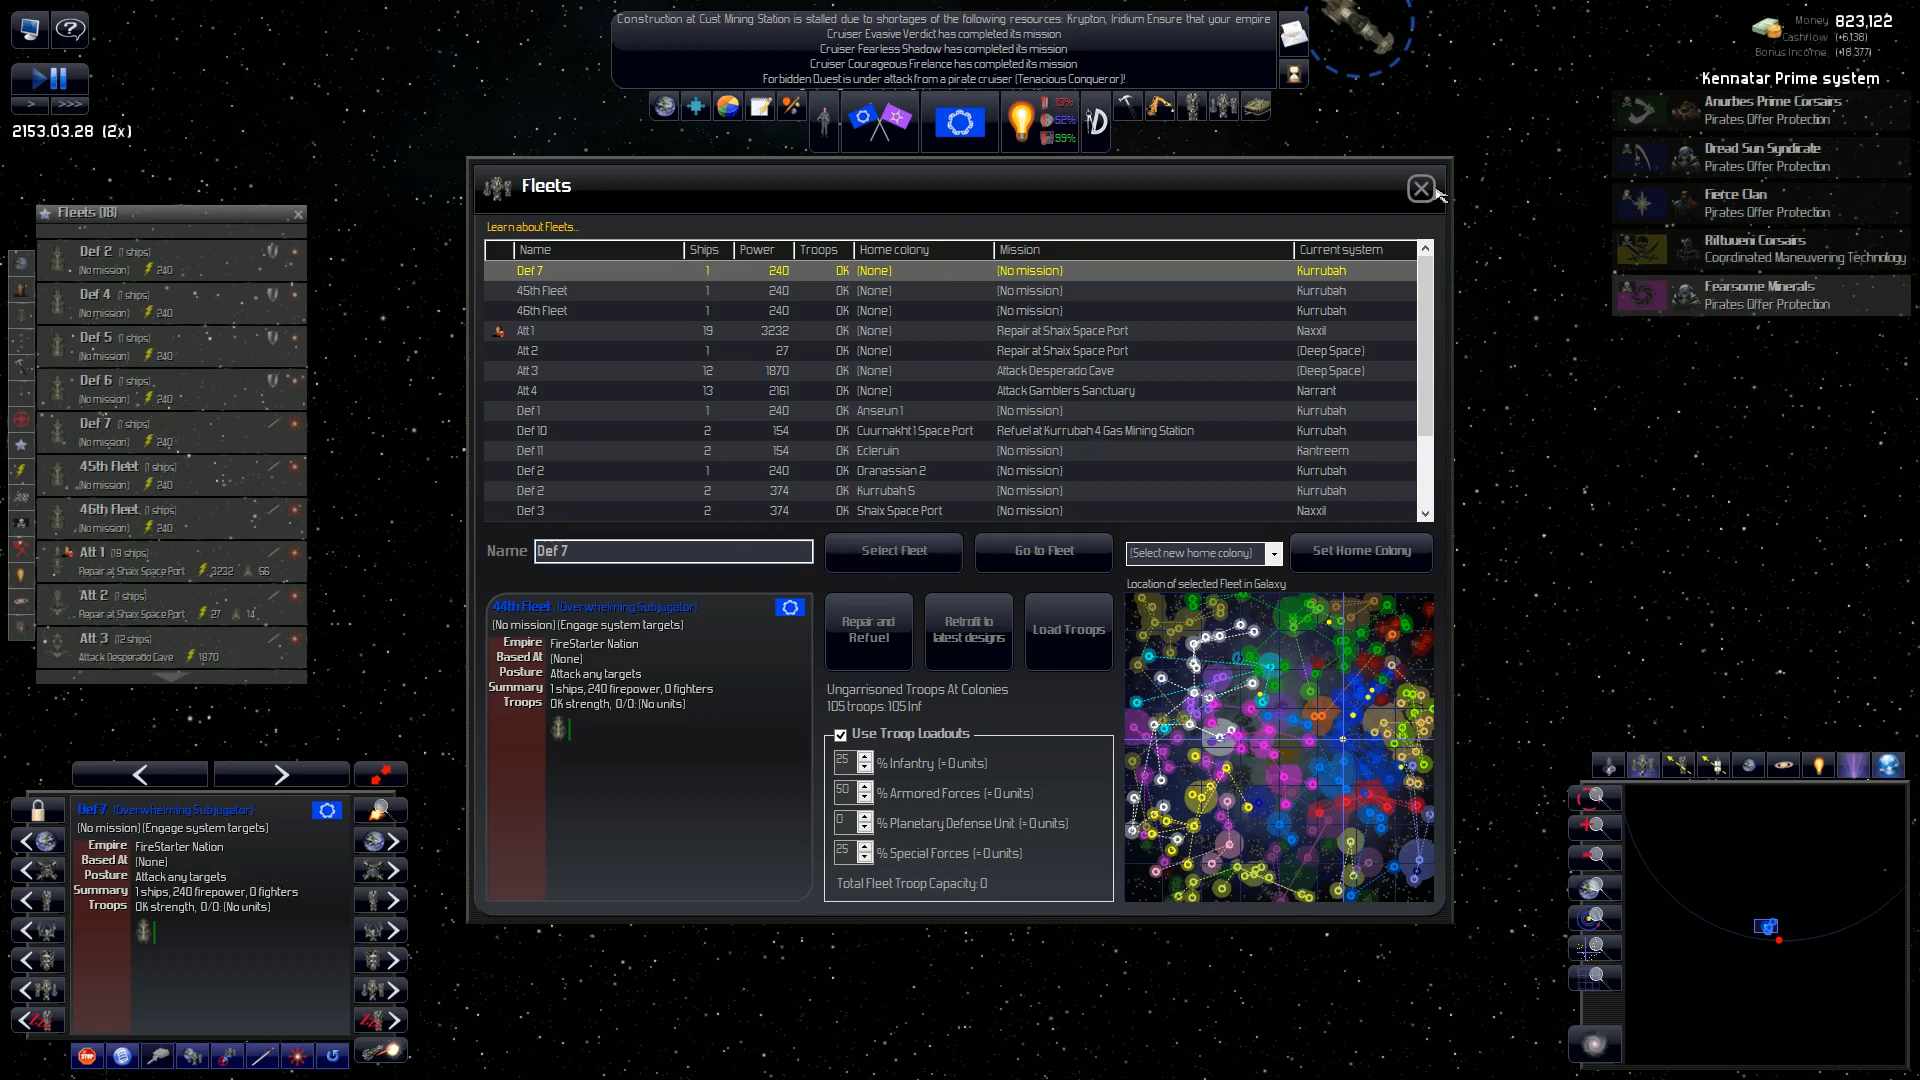 Construction at Cust Mining Station is stalled due to shortages of the following resources: Krypton, Iridium Ensure that your empire
Cruiser Evasive Verdict has completed its mission
Cruiser Fearless Shadow has completed its mission
Cruiser Courageous Firelance has completed its mission
Forbidden Quest is under attack from a pirate cruiser (Tenacious Conqueror)!
Money 823,122
Cashflow (+6,138)
Bonus Income (+18,377)
Kennatar Prime system
Anurbes Prime Corsairs
Pirates Offer Protection
Dread Sun Syndicate
Pirates Offer Protection
Fierce Clan
Pirates Offer Protection
Riltuueni Corsairs
Coordinated Maneuvering Technology
Fearsome Minerals
Pirates Offer Protection
> >>>
2153.03.28 (2x)
13%
52%
99%
Fleets (18)
Def 2 (1 ships)
(No mission) 240
Def 4 (1 ships)
(No mission) 240
Def 5 (1 ships)
(No mission) 240
Def 6 (1 ships)
(No mission) 240
Def 7 (1 ships)
(No mission) 240
45th Fleet (1 ships)
(No mission) 240
46th Fleet (1 ships)
(No mission) 240
Att 1 (19 ships)
Repair at Shaix Space Port 3232 56
Att 2 (1 ships)
Repair at Shaix Space Port 27 14
Att 3 (12 ships)
Attack Desperado Cave 1870
Fleets
Learn about Fleets...
Name Ships Power Troops Home colony Mission Current system
Def 7 1 240 0K (None) (No mission) Kurrubah
45th Fleet 1 240 0K (None) (No mission) Kurrubah
46th Fleet 1 240 0K (None) (No mission) Kurrubah
Att 1 19 3232 0K (None) Repair at Shaix Space Port Naxxil
Att 2 1 27 0K (None) Repair at Shaix Space Port (Deep Space)
Att 3 12 1870 0K (None) Attack Desperado Cave (Deep Space)
Att 4 13 2161 0K (None) Attack Gamblers Sanctuary Narrant
Def 1 1 240 0K Anseun 1 (No mission) Kurrubah
Def 10 2 154 0K Cuurnakht 1 Space Port Refuel at Kurrubah 4 Gas Mining Station Kurrubah
Def 11 2 154 0K Ecleruin (No mission) Kantreem
Def 2 1 240 0K Oranassian 2 (No mission) Kurrubah
Def 2 2 374 0K Kurrubah 5 (No mission) Kurrubah
Def 3 2 374 0K Shaix Space Port (No mission) Naxxil
Name Def 7
Select Fleet
Go to Fleet
(Select new home colony)
Set Home Colony
44th Fleet (Overwhelming Subjugator)
(No mission) (Engage system targets)
Empire FireStarter Nation
Based At (None)
Posture Attack any targets
Summary 1 ships, 240 firepower, 0 fighters
Troops 0K strength, 0/0: (No units)
Repair and Refuel
Retrofit to latest designs
Load Troops
Ungarrisoned Troops At Colonies
105 troops: 105 Inf
Use Troop Loadouts
25 % Infantry (= 0 units)
50 % Armored Forces (= 0 units)
0 % Planetary Defense Unit (= 0 units)
25 % Special Forces (= 0 units)
Total Fleet Troop Capacity: 0
Location of selected Fleet in Galaxy
Def 7 (Overwhelming Subjugator)
(No mission) (Engage system targets)
Empire FireStarter Nation
Based At (None)
Posture Attack any targets
Summary 1 ships, 240 firepower, 0 fighters
Troops 0K strength, 0/0: (No units)
STOP